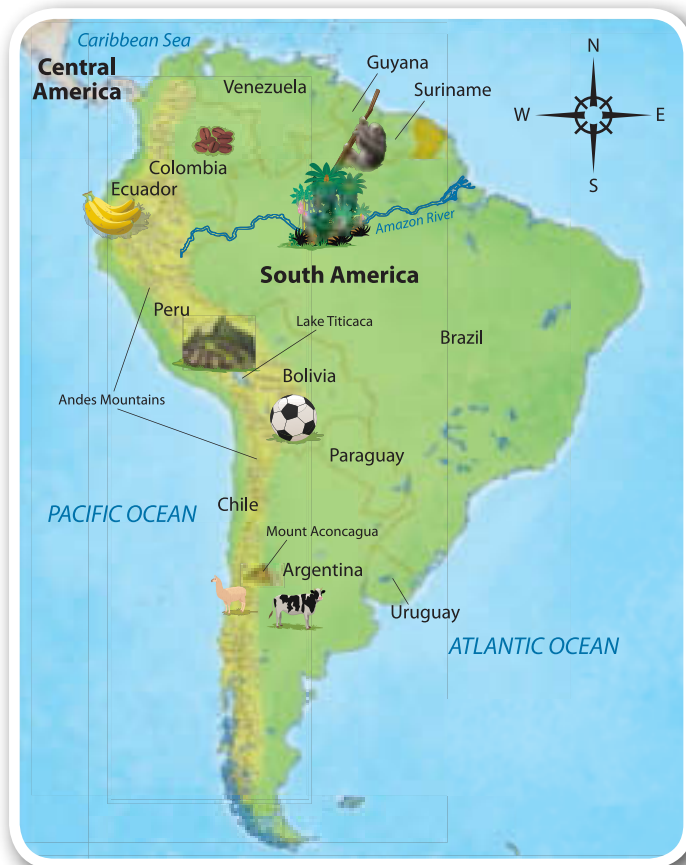 Caribbean Sea
Central
America
Venezuela
Guyana
Suriname
N
W
E
S
Colombia
Ecuador
Amazon River
South America
Peru
Lake Titicaca
Brazil
Bolivia
Andes Mountains
Paraguay
Chile
PACIFIC OCEAN
Mount Aconcagua
Argentina
Uruguay
ATLANTIC OCEAN